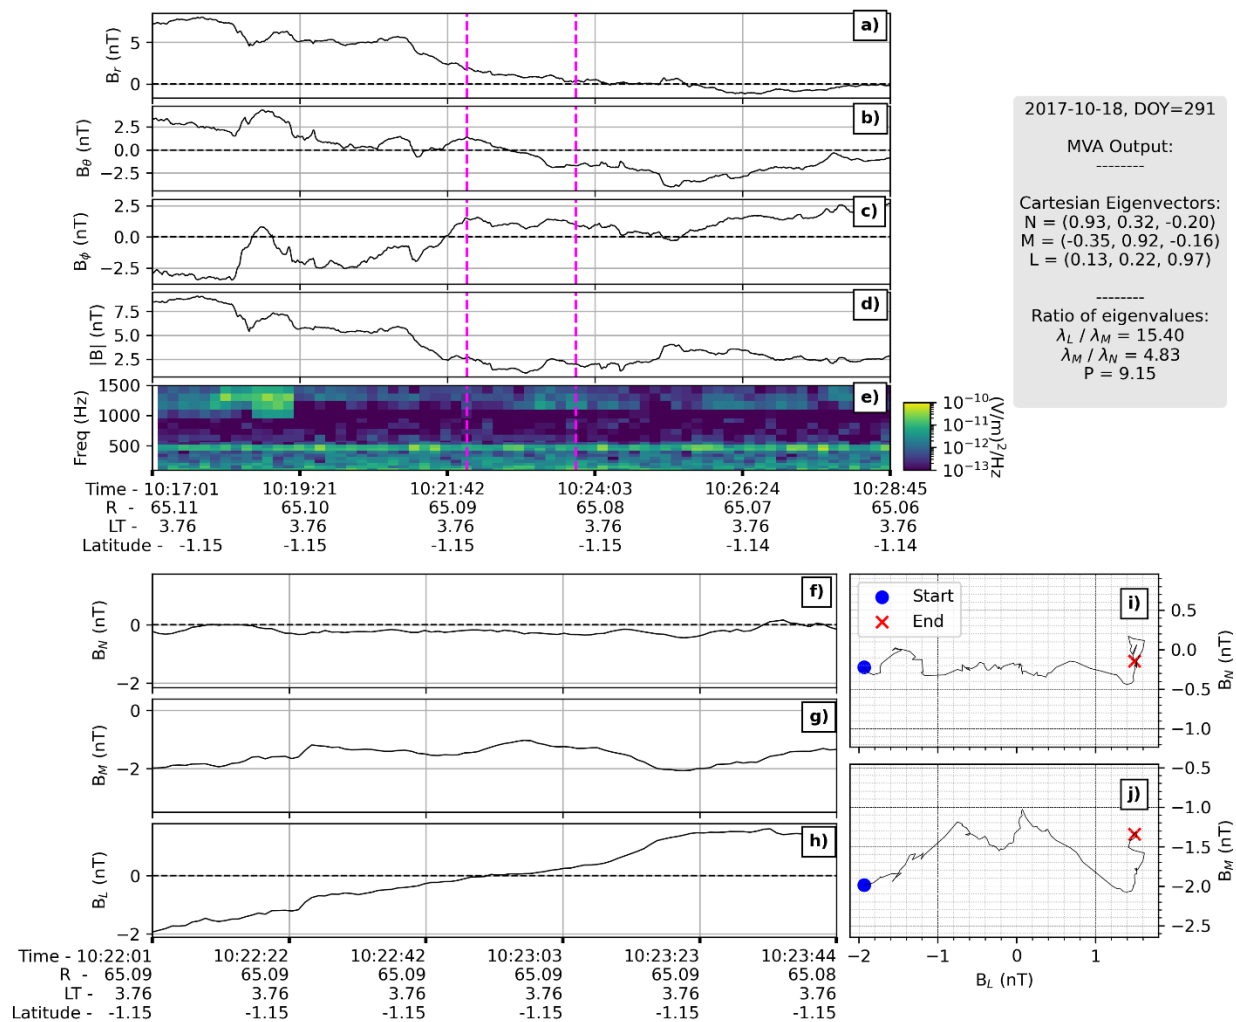 a)
5
0
B_r (nT)
b)
2.5
0.0
−2.5
B_θ (nT)
c)
2.5
0.0
−2.5
B_ϕ (nT)
d)
7.5
5.0
2.5
|B| (nT)
e)
1500
1000
500
Freq (Hz)
10⁻¹⁰
10⁻¹¹
10⁻¹²
10⁻¹³
(V/m)²/Hz
Time - 10:17:01 10:19:21 10:21:42 10:24:03 10:26:24 10:28:45
R - 65.11 65.10 65.09 65.08 65.07 65.06
LT - 3.76 3.76 3.76 3.76 3.76 3.76
Latitude - -1.15 -1.15 -1.15 -1.15 -1.14 -1.14
2017-10-18, DOY=291
MVA Output:
--------
Cartesian Eigenvectors:
N = (0.93, 0.32, -0.20)
M = (-0.35, 0.92, -0.16)
L = (0.13, 0.22, 0.97)
--------
Ratio of eigenvalues:
λ_L / λ_M = 15.40
λ_M / λ_N = 4.83
P = 9.15
f)
0
−2
B_N (nT)
g)
0
−2
B_M (nT)
h)
0
−2
B_L (nT)
Time - 10:22:01 10:22:22 10:22:42 10:23:03 10:23:23 10:23:44
R - 65.09 65.09 65.09 65.09 65.09 65.08
LT - 3.76 3.76 3.76 3.76 3.76 3.76
Latitude - -1.15 -1.15 -1.15 -1.15 -1.15 -1.15
Start
End
i)
0.5
0.0
−0.5
−1.0
B_N (nT)
j)
−0.5
−1.0
−1.5
−2.0
−2.5
B_M (nT)
−2 −1 0 1
B_L (nT)